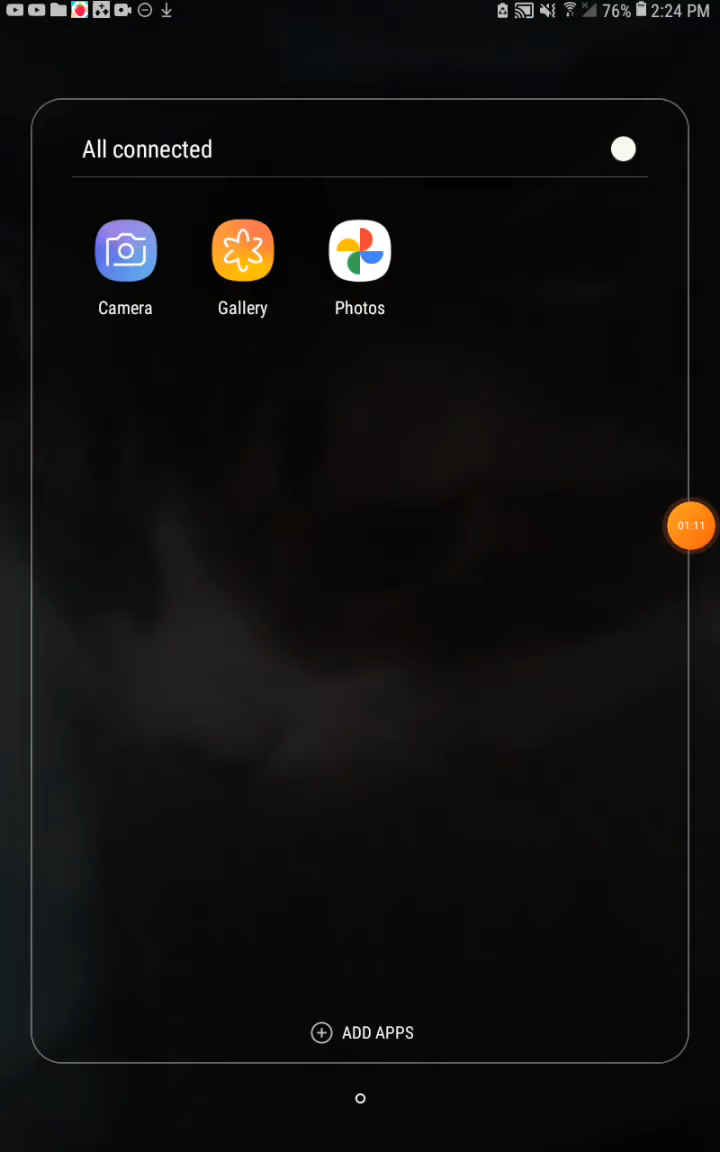 76% 2:24 PM
All connected
Camera Gallery Photos
01:11
ADD APPS